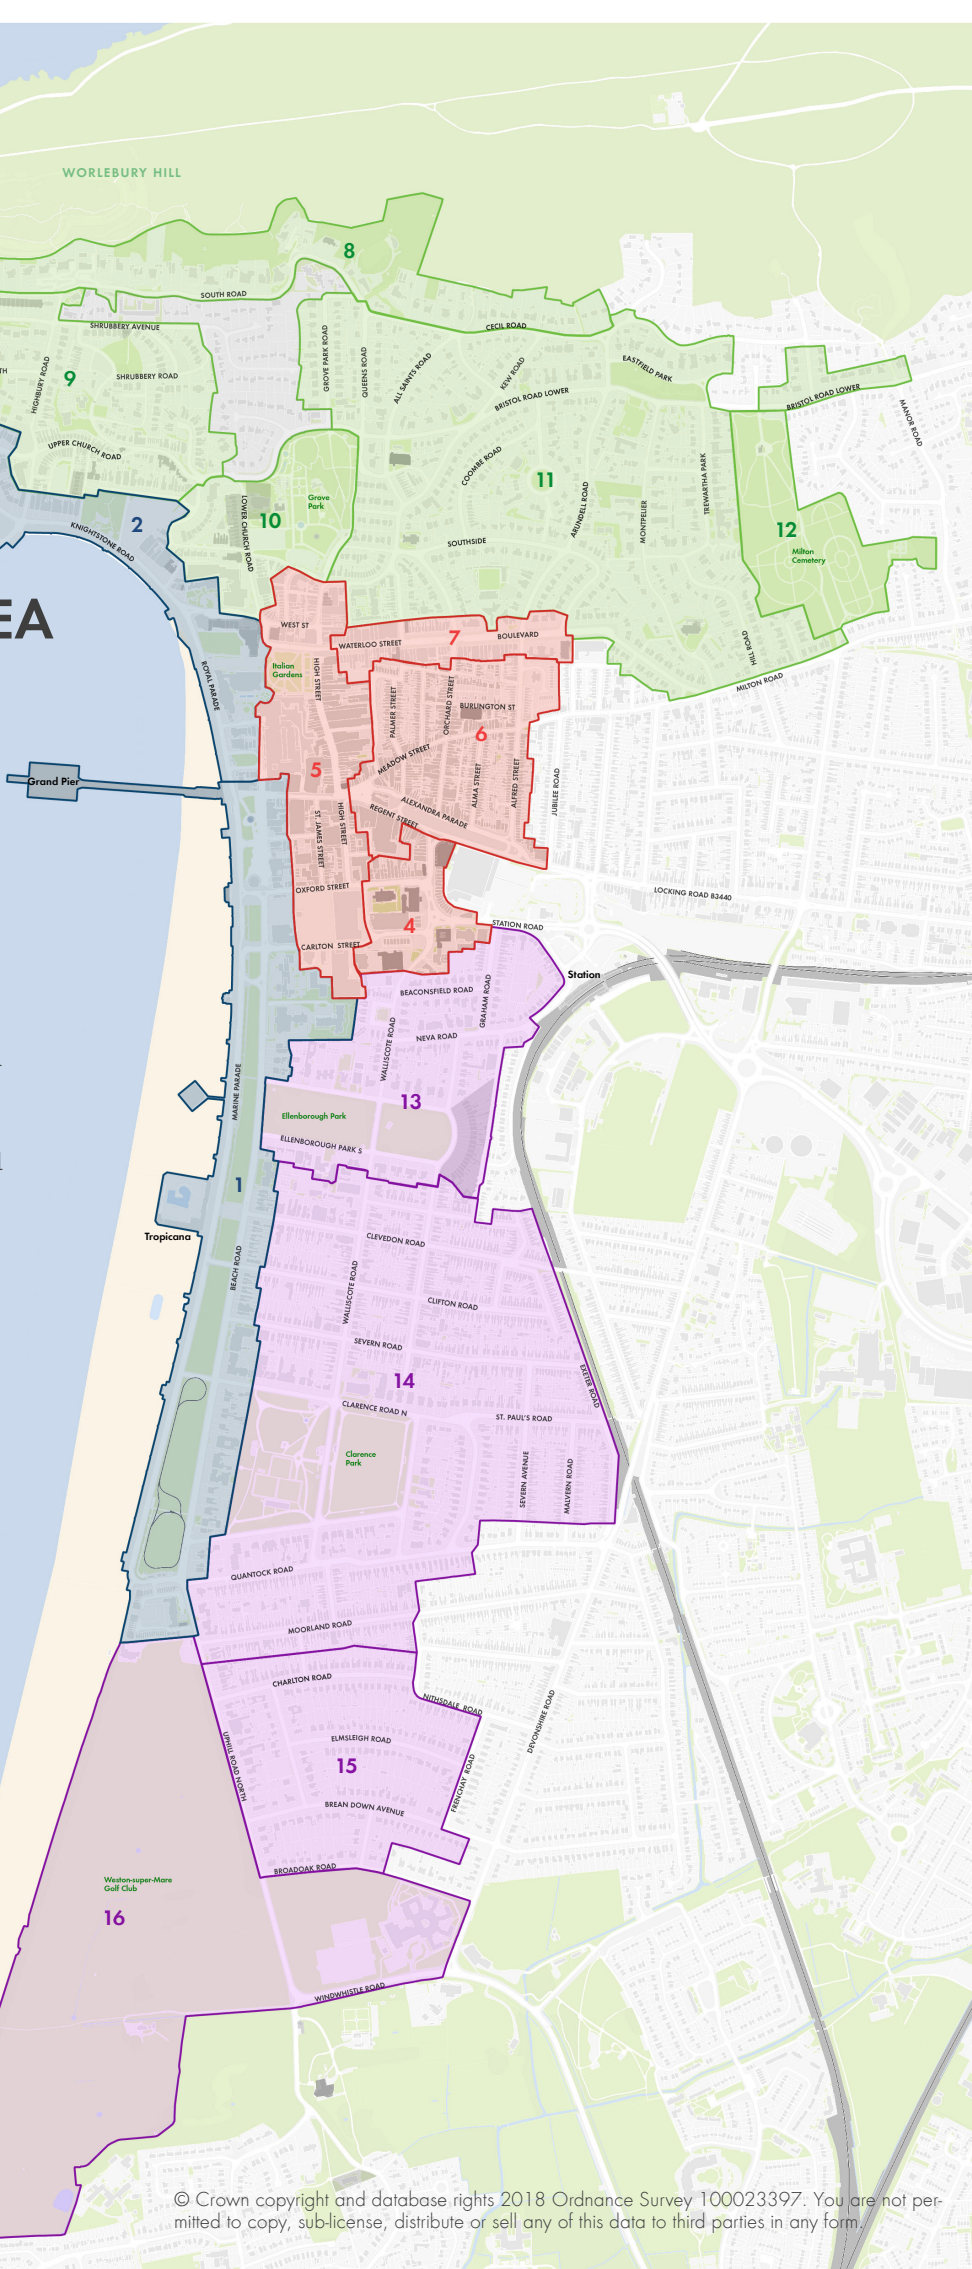 WORLEBURY HILL
8
SOUTH ROAD
SHRUBBERY AVENUE
CECIL ROAD
GROVE PARK ROAD
QUEENS ROAD
ALL SAINTS ROAD
KEW ROAD
EASTFIELD PARK
TH
9
HIGHBURY ROAD
SHRUBBERY ROAD
BRISTOL ROAD LOWER
BRISTOL ROAD LOWER
MANOR ROAD
UPPER CHURCH ROAD
COOMBE ROAD
11
TREWARTHA PARK
ARUNDELL ROAD
MONTPELIER
Grove
Park
2
10
LOWER CHURCH ROAD
KNIGHTSTONE ROAD
12
Milton
Cemetery
SOUTHSIDE
EA
WEST ST
WATERLOO STREET
7
BOULEVARD
HILL ROAD
MILTON ROAD
Italian
Gardens
HIGH STREET
ROYAL PARADE
PALMER STREET
ORCHARD STREET
BURLINGTON ST
6
MEADOW STREET
5
Grand Pier
ALMA STREET
ALFRED STREET
JUBILEE ROAD
ALEXANDRA PARADE
REGENT STREET
HIGH STREET
ST. JAMES STREET
OXFORD STREET
LOCKING ROAD B3440
4
STATION ROAD
CARLTON STREET
Station
BEACONSFIELD ROAD
GRAHAM ROAD
WALLISCOTE ROAD
NEVA ROAD
MARINE PARADE
13
Ellenborough Park
ELLENBOROUGH PARK S
1
Tropicana
CLEVEDON ROAD
BEACH ROAD
WALLISCOTE ROAD
CLIFTON ROAD
SEVERN ROAD
14
EXETER ROAD
CLARENCE ROAD N
ST. PAUL'S ROAD
Clarence
Park
SEVERN AVENUE
MALVERN ROAD
QUANTOCK ROAD
MOORLAND ROAD
CHARLTON ROAD
NITHSDALE ROAD
DEVONSHIRE ROAD
ELMSLEIGH ROAD
UPHILL ROAD NORTH
15
FRENCHAY ROAD
BREAN DOWN AVENUE
BROADOAK ROAD
Weston-super-Mare
Golf Club
16
WINDWHISTLE ROAD
© Crown copyright and database rights 2018 Ordnance Survey 100023397. You are not per-
mitted to copy, sub-license, distribute or sell any of this data to third parties in any form.